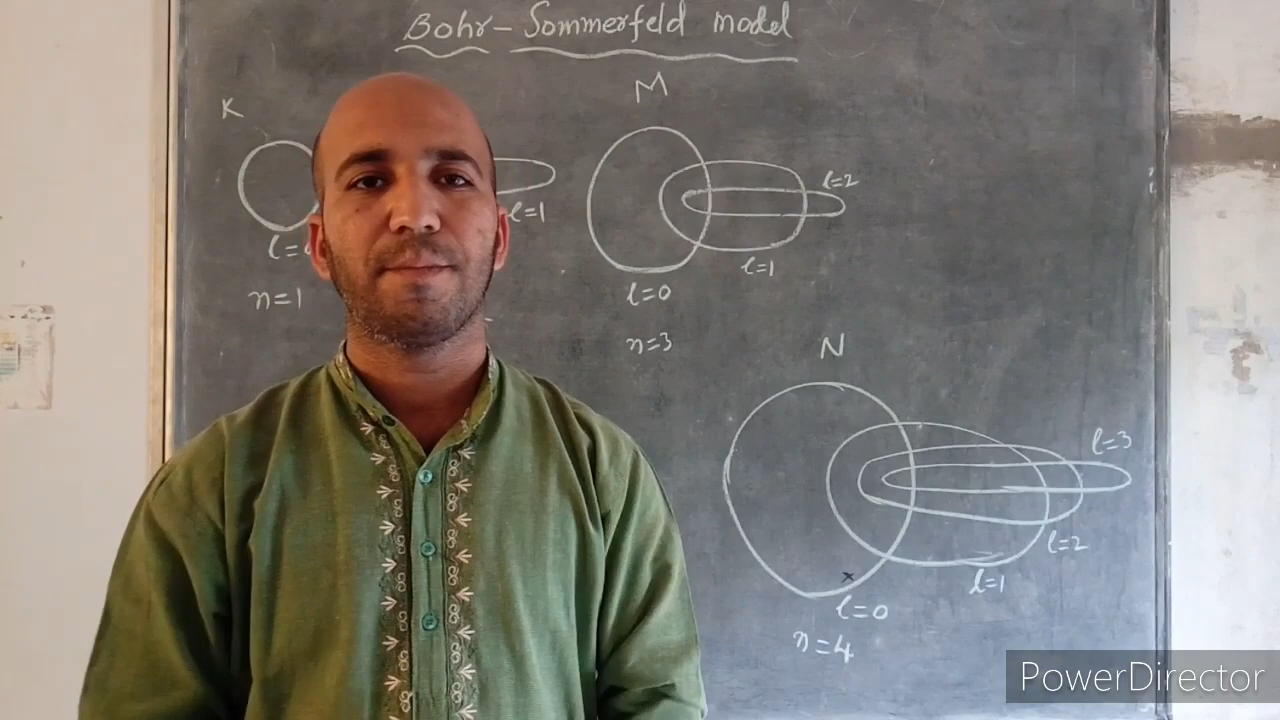 Bohr - Sommerfeld model
K
M
l=2
l=1
l=1
l=0
n=1
n=3
N
l=3
l=2
l=1
l=0
n=4
PowerDirector